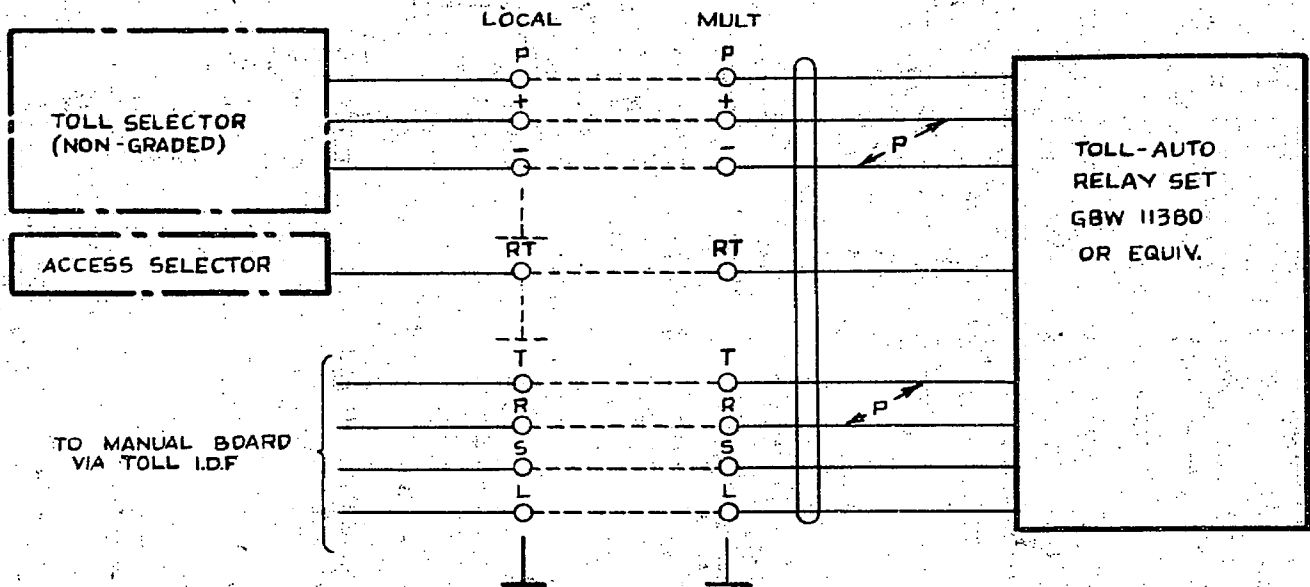 LOCAL MULT
P P
TOLL SELECTOR
(NON-GRADED)
+ +
- -
P
TOLL-AUTO
RELAY SET
GBW 11380
OR EQUIV.
ACCESS SELECTOR
RT RT
T T
R R
P
S S
L L
TO MANUAL BOARD
VIA TOLL I.D.F